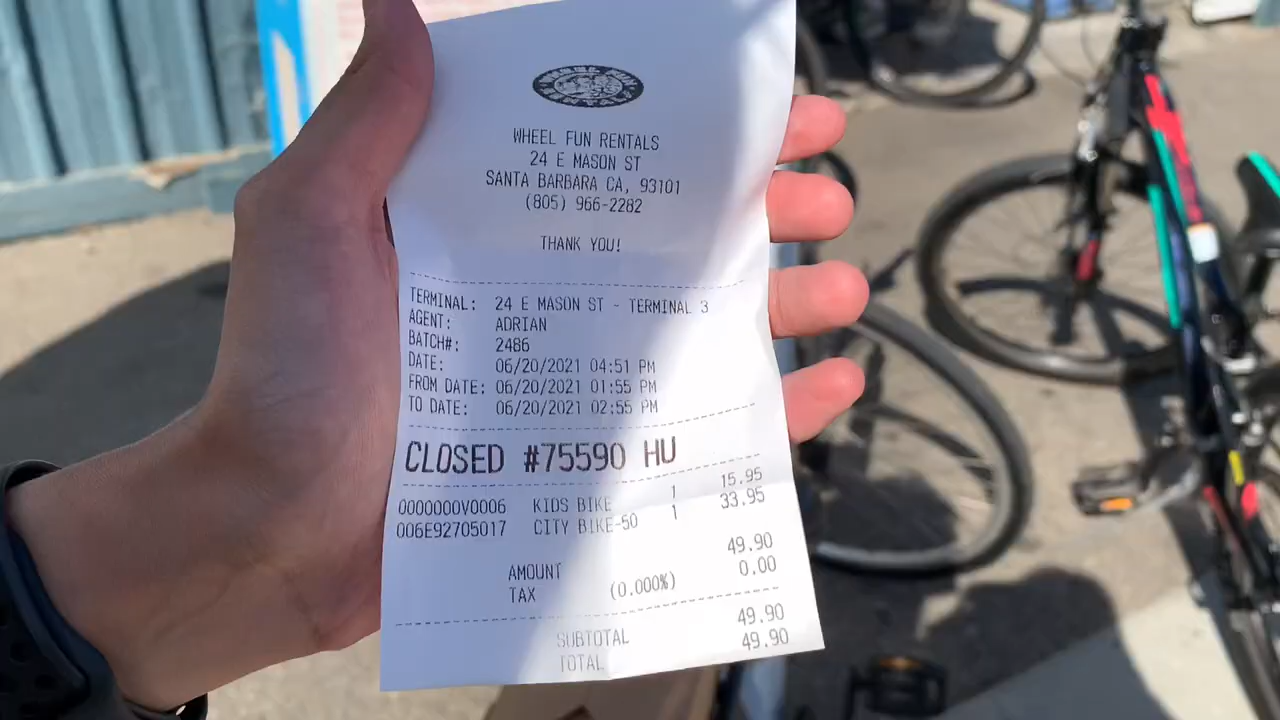 WHEEL FUN RENTALS
24 E MASON ST
SANTA BARBARA CA, 93101
(805) 966-2282
THANK YOU!
TERMINAL: 24 E MASON ST - TERMINAL 3
AGENT: ADRIAN
BATCH#: 2486
DATE: 06/20/2021 04:51 PM
FROM DATE: 06/20/2021 01:55 PM
TO DATE: 06/20/2021 02:55 PM
CLOSED #75590 HU
0000000V0006 KIDS BIKE 1 15.95
006E92705017 CITY BIKE-50 1 33.95
AMOUNT 49.90
TAX (0.000%) 0.00
SUBTOTAL 49.90
TOTAL 49.90